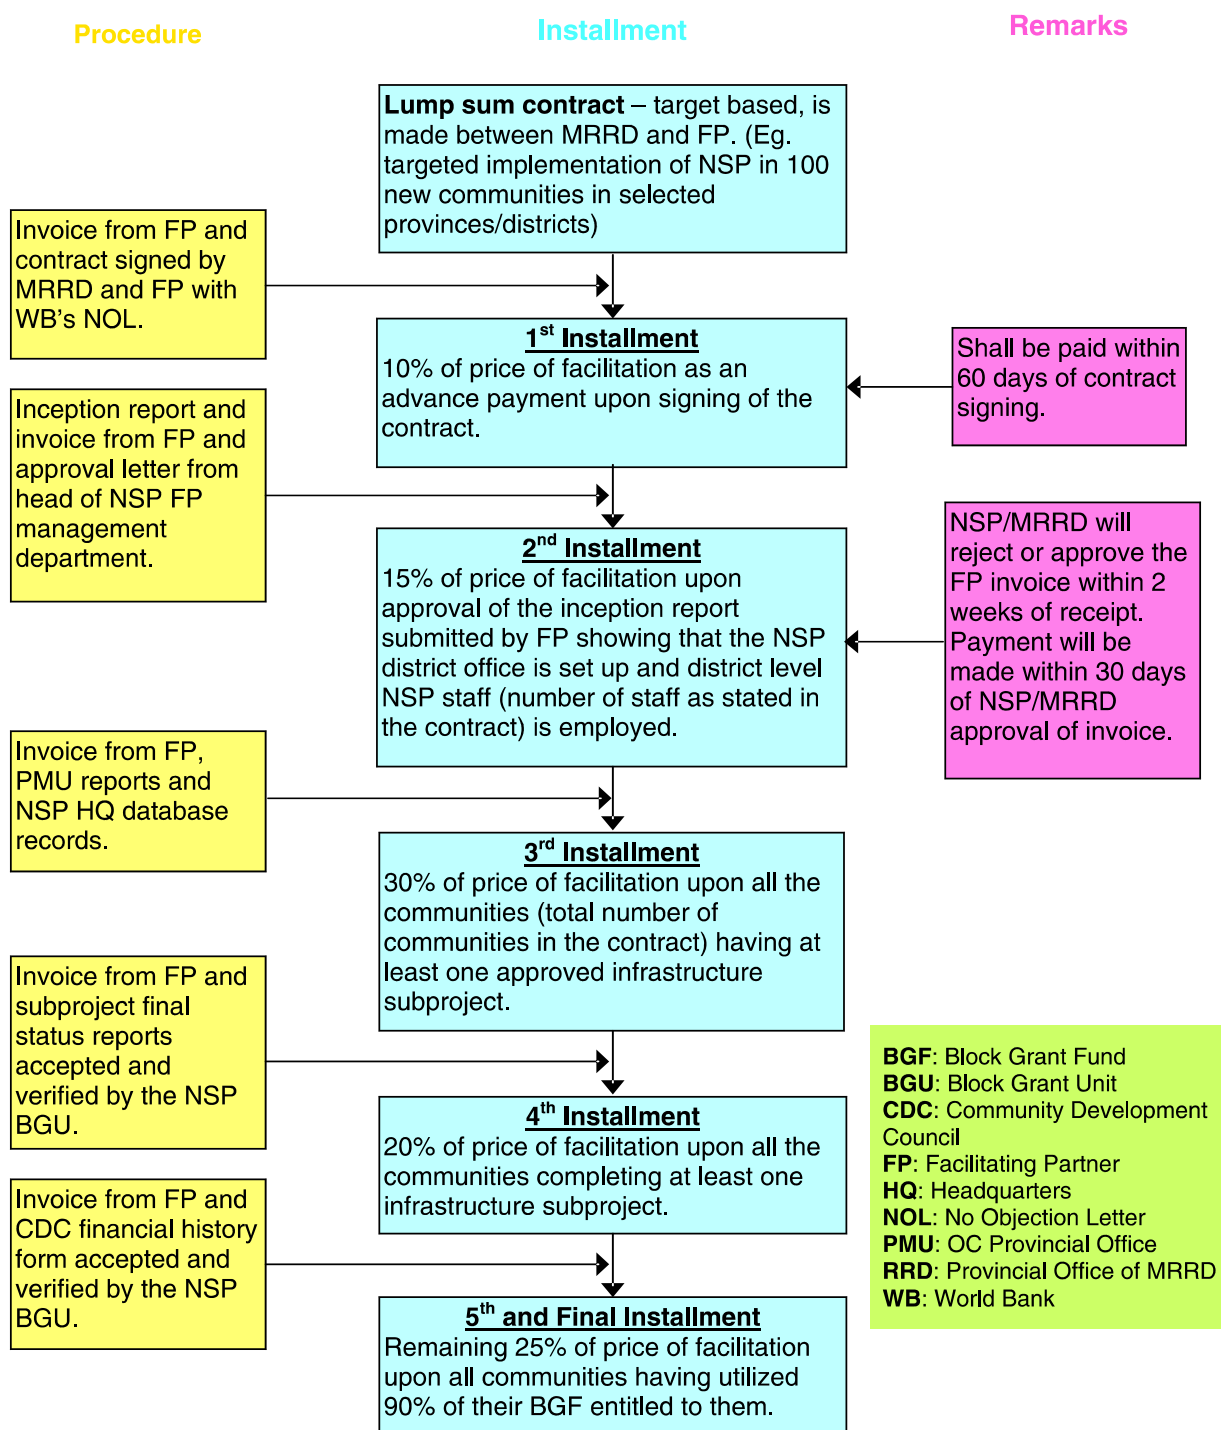 Procedure
Installment
Remarks
Lump sum contract – target based, is
made between MRRD and FP. (Eg.
targeted implementation of NSP in 100
new communities in selected
provinces/districts)
Invoice from FP and
contract signed by
MRRD and FP with
WB's NOL.
1st Installment
10% of price of facilitation as an
advance payment upon signing of the
contract.
Shall be paid within
60 days of contract
signing.
Inception report and
invoice from FP and
approval letter from
head of NSP FP
management
department.
2nd Installment
15% of price of facilitation upon
approval of the inception report
submitted by FP showing that the NSP
district office is set up and district level
NSP staff (number of staff as stated in
the contract) is employed.
NSP/MRRD will
reject or approve the
FP invoice within 2
weeks of receipt.
Payment will be
made within 30 days
of NSP/MRRD
approval of invoice.
Invoice from FP,
PMU reports and
NSP HQ database
records.
3rd Installment
30% of price of facilitation upon all the
communities (total number of
communities in the contract) having at
least one approved infrastructure
subproject.
Invoice from FP and
subproject final
status reports
accepted and
verified by the NSP
BGU.
4th Installment
20% of price of facilitation upon all the
communities completing at least one
infrastructure subproject.
Invoice from FP and
CDC financial history
form accepted and
verified by the NSP
BGU.
5th and Final Installment
Remaining 25% of price of facilitation
upon all communities having utilized
90% of their BGF entitled to them.
BGF: Block Grant Fund
BGU: Block Grant Unit
CDC: Community Development
Council
FP: Facilitating Partner
HQ: Headquarters
NOL: No Objection Letter
PMU: OC Provincial Office
RRD: Provincial Office of MRRD
WB: World Bank